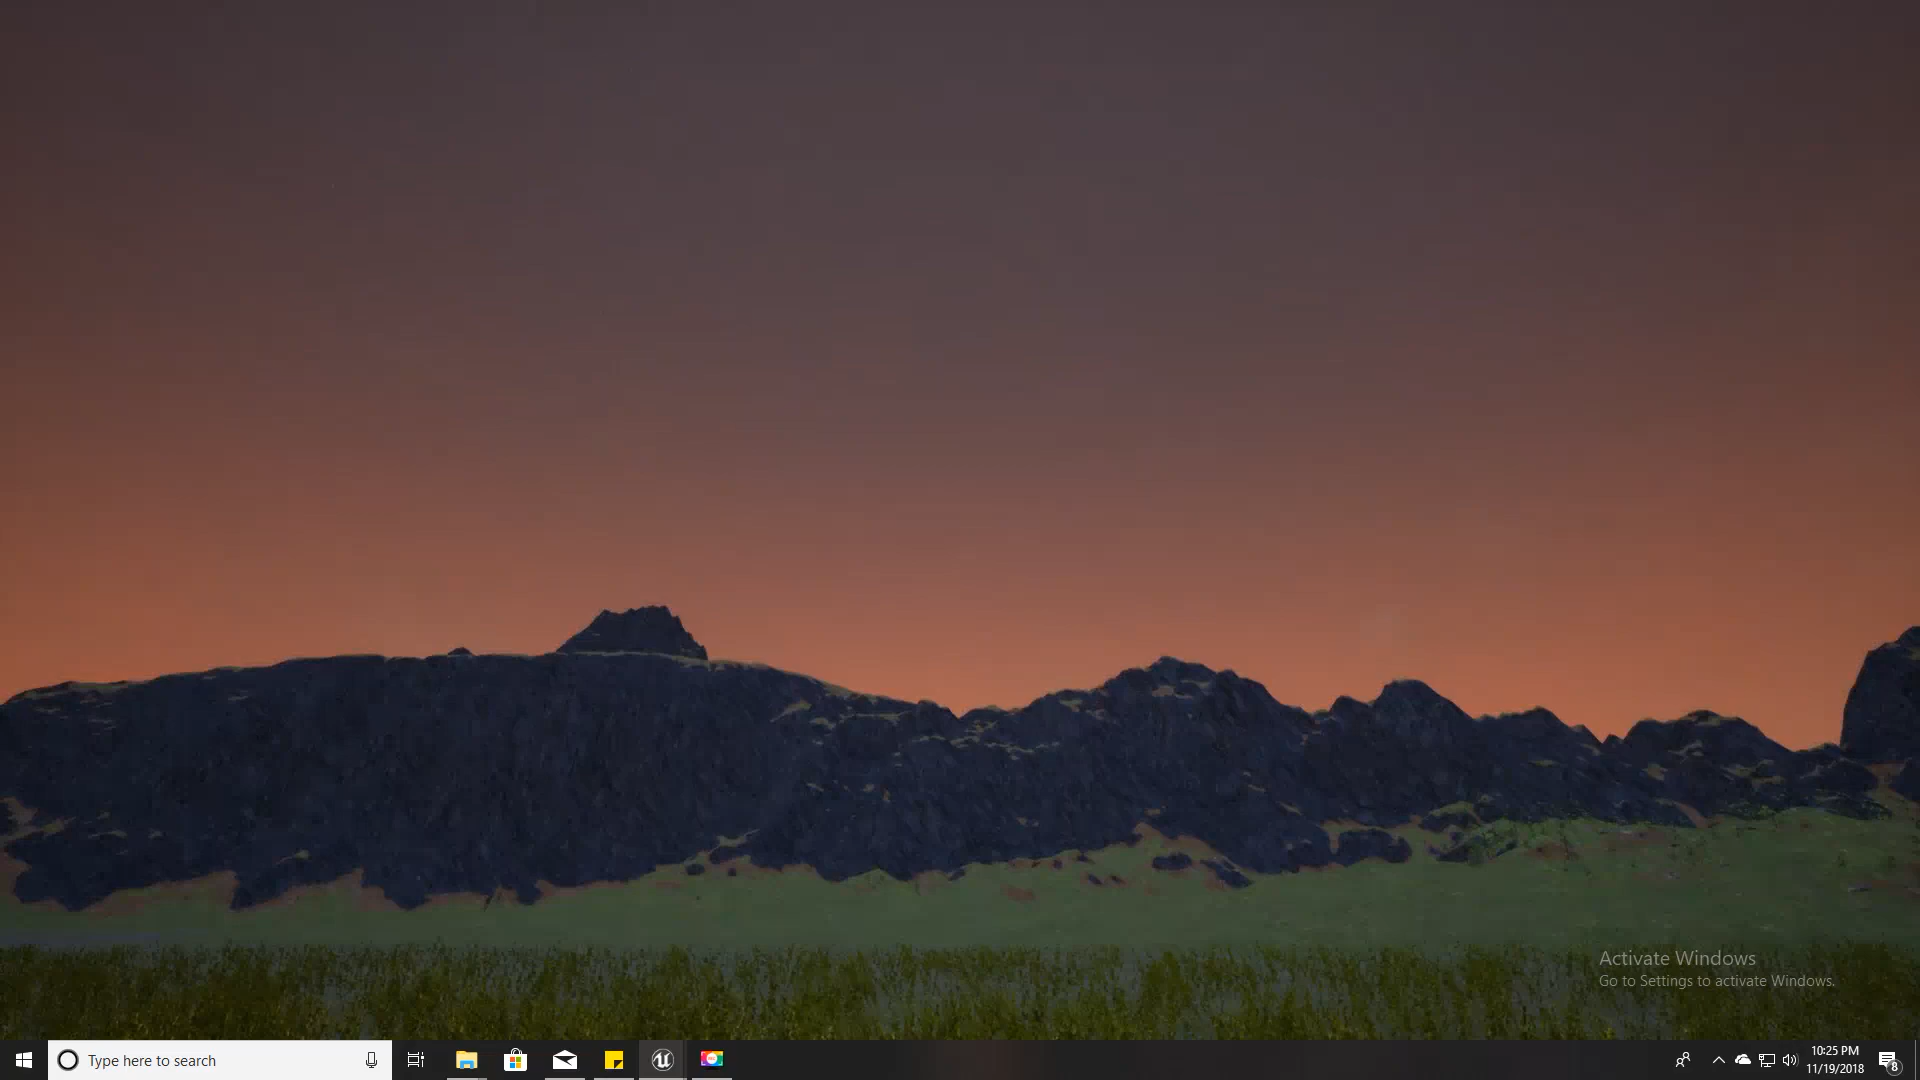 Activate Windows
Go to Settings to activate Windows.
Type here to search
10:25 PM
11/19/2018
8